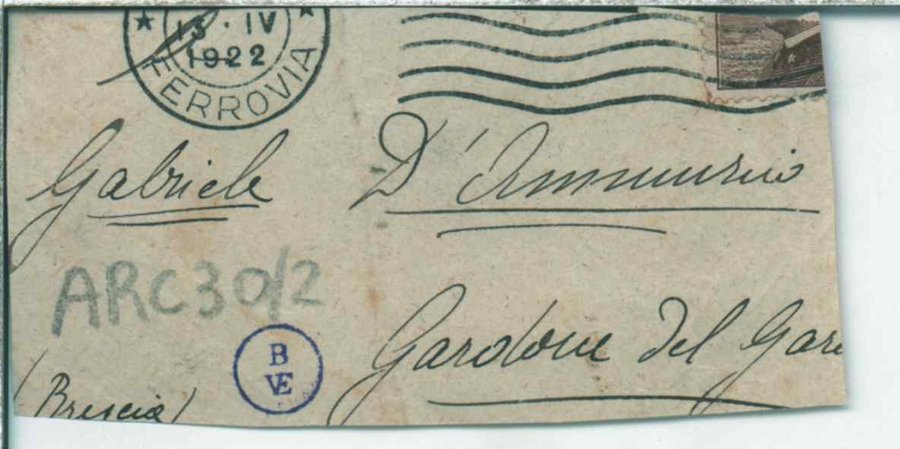 13 · IV
1922
FERROVIA
Gabriele D'Annunzio
ARC30/2
Gardone del Gar
B
VE
(Brescia)